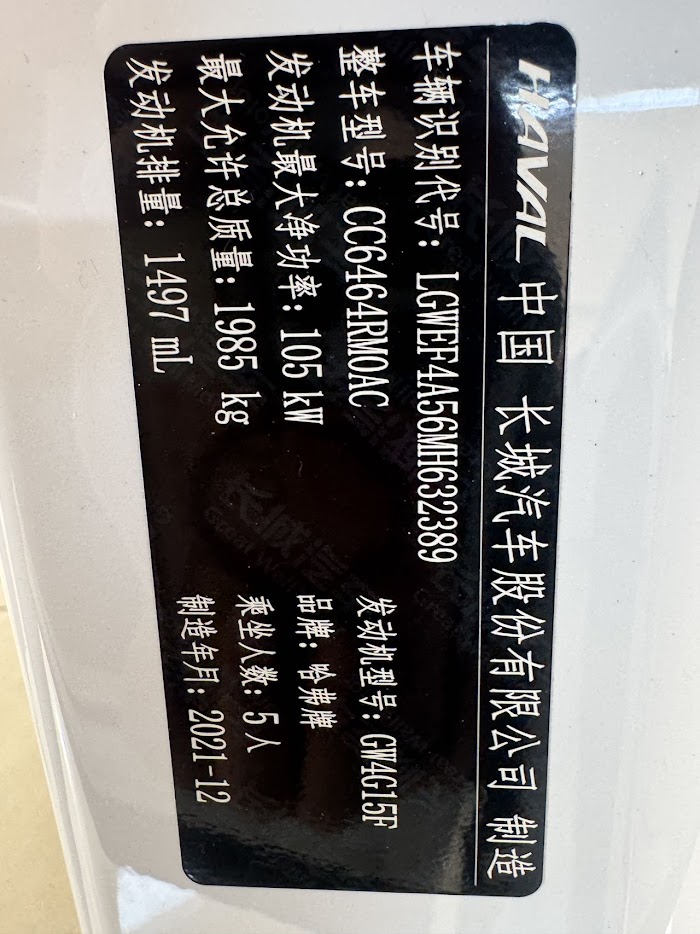 HAVAL 中国 长城汽车股份有限公司 制造
车辆识别代号: LGWEF4A56MH632389
整车型号: CC6464RM0AC 发动机型号: GW4G15F
发动机最大净功率: 105 kW 品牌: 哈弗牌
最大允许总质量: 1985 kg 乘坐人数: 5人
发动机排量: 1497 mL 制造年月: 2021-12
长城汽车